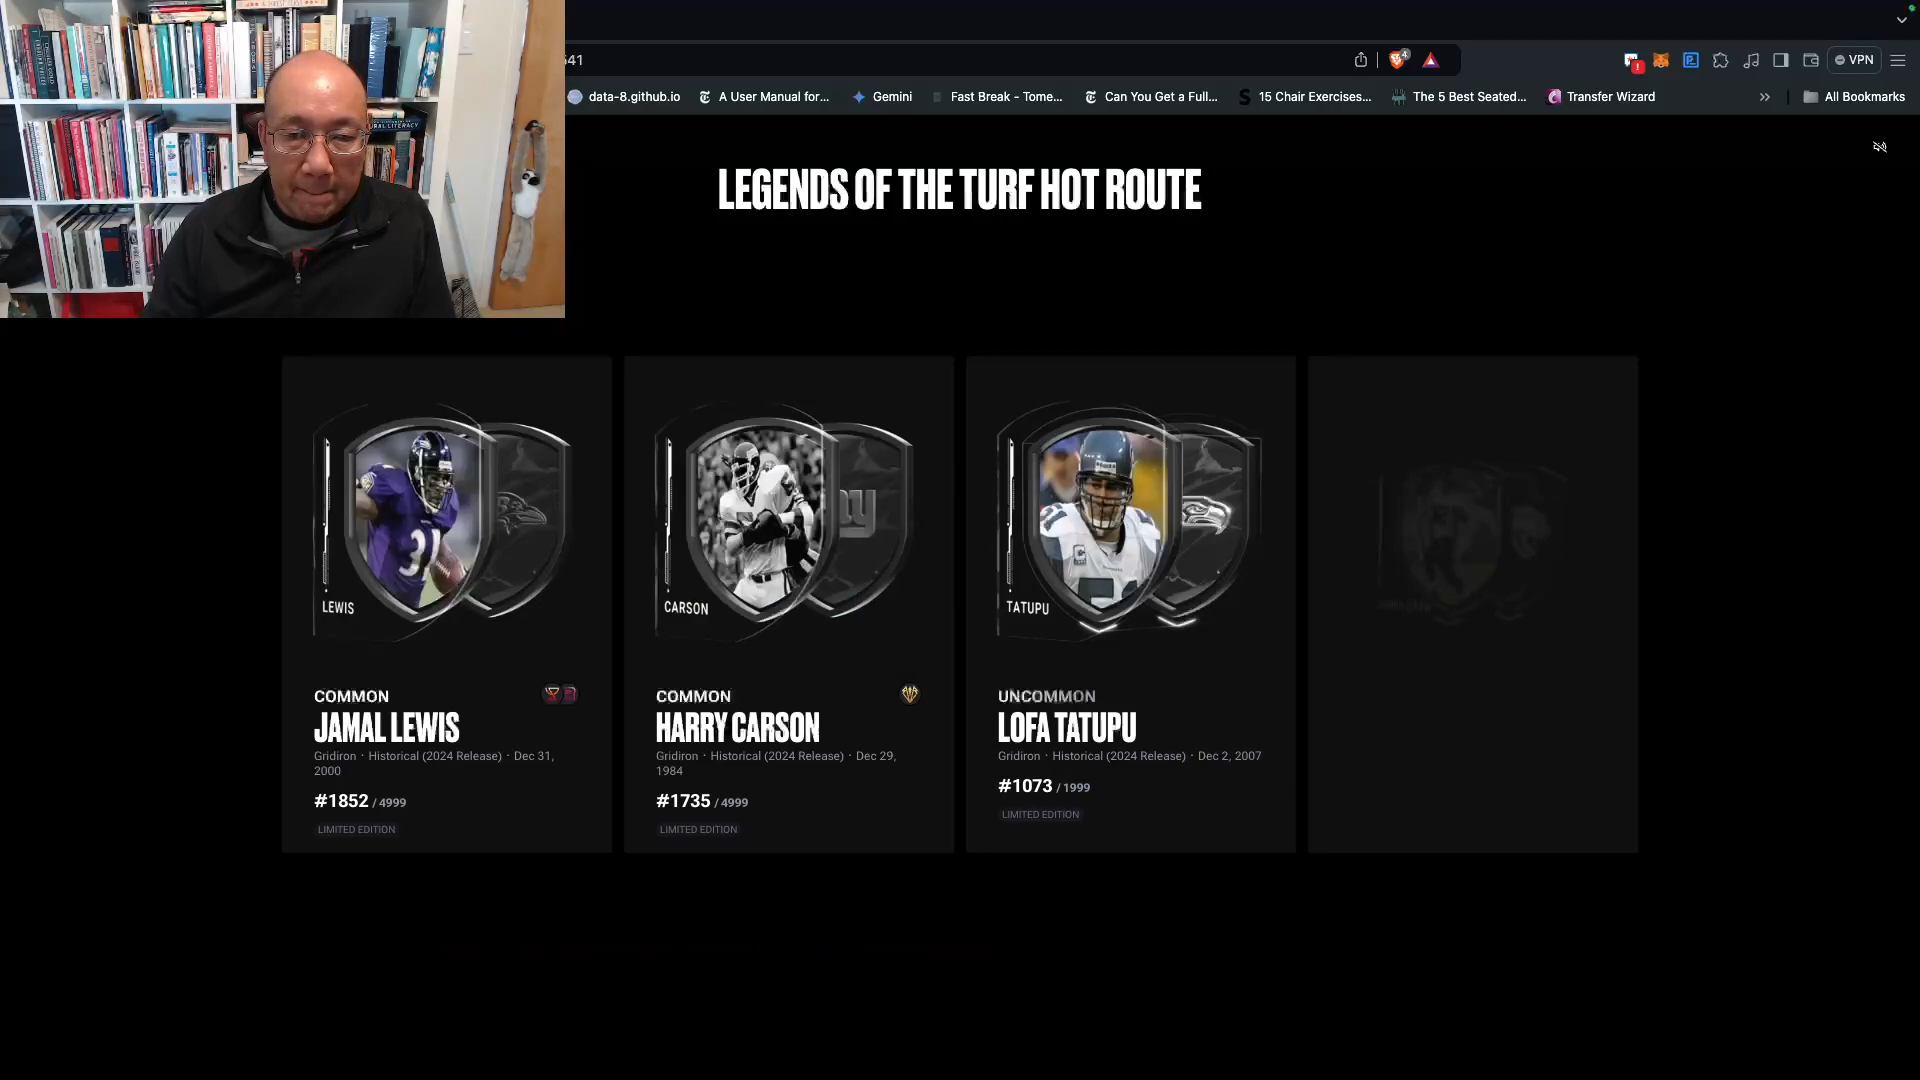 641
data-8.github.io
A User Manual for...
Gemini
Fast Break - Tome...
Can You Get a Full...
15 Chair Exercises...
The 5 Best Seated...
Transfer Wizard
All Bookmarks
4
VPN
LEGENDS OF THE TURF HOT ROUTE
LEWIS
COMMON
JAMAL LEWIS
Gridiron · Historical (2024 Release) · Dec 31,
2000
#1852 / 4999
LIMITED EDITION
CARSON
COMMON
HARRY CARSON
Gridiron · Historical (2024 Release) · Dec 29,
1984
#1735 / 4999
LIMITED EDITION
TATUPU
UNCOMMON
LOFA TATUPU
Gridiron · Historical (2024 Release) · Dec 2, 2007
#1073 / 1999
LIMITED EDITION